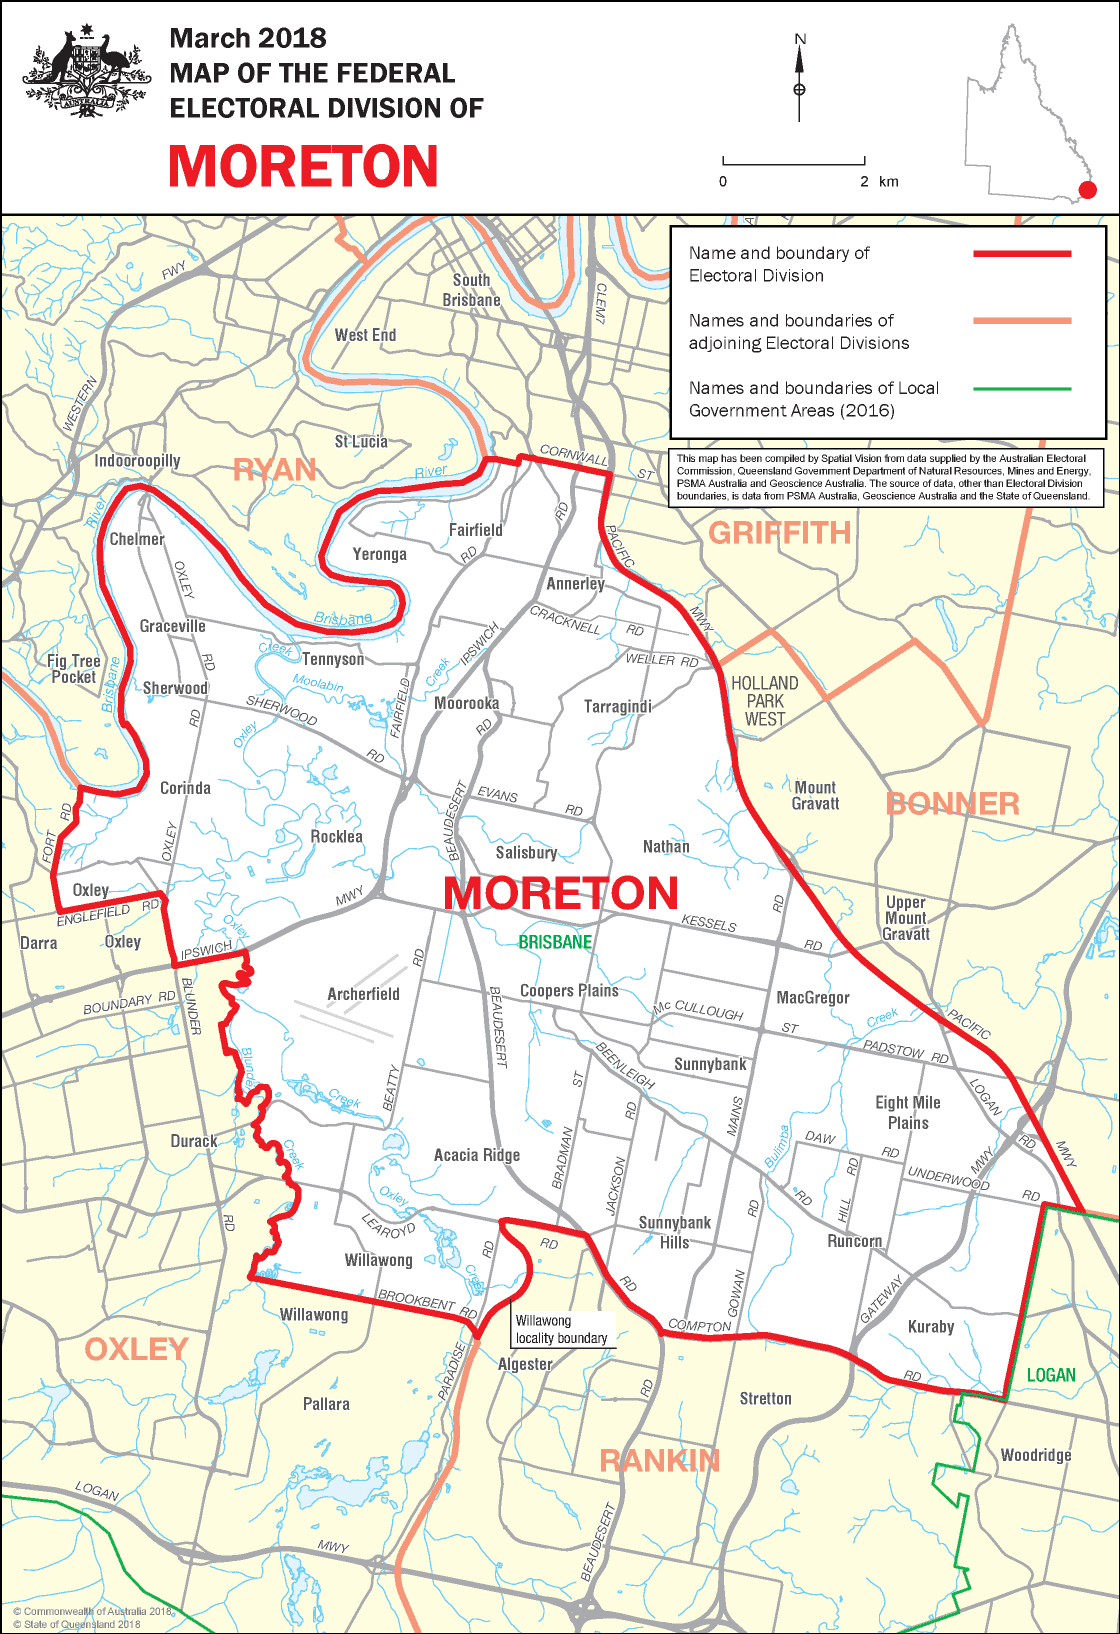 March 2018
MAP OF THE FEDERAL
ELECTORAL DIVISION OF
MORETON
AUSTRALIA
N
0 2 km
Name and boundary of
Electoral Division
Names and boundaries of
adjoining Electoral Divisions
Names and boundaries of Local
Government Areas (2016)
This map has been compiled by Spatial Vision from data supplied by the Australian Electoral
Commission, Queensland Government Department of Natural Resources, Mines and Energy,
PSMA Australia and Geoscience Australia. The source of data, other than Electoral Division
boundaries, is data from PSMA Australia, Geoscience Australia and the State of Queensland.
FWY
South
Brisbane
CLEM7
West End
WESTERN
St Lucia
Indooroopilly
RYAN
River
CORNWALL
ST
River
Chelmer
Fairfield
RD
PACIFIC
GRIFFITH
Yeronga
RD
OXLEY
Annerley
Brisbane
CRACKNELL RD
MWY
Graceville
IPSWICH
Creek
Tennyson
WELLER RD
Fig Tree
Pocket
RD
Creek
Brisbane
Sherwood
Moolabin
HOLLAND
PARK
WEST
FAIRFIELD
Moorooka
Tarragindi
SHERWOOD
RD
Oxley
RD
RD
Corinda
Mount
Gravatt
BONNER
EVANS
RD
BEAUDESERT
FORT
RD
OXLEY
Rocklea
Salisbury
Nathan
Oxley
MWY
MORETON
KESSELS
RD
RD
Upper
Mount
Gravatt
ENGLEFIELD RD
Oxley
Darra
Oxley
IPSWICH
BRISBANE
RD
BOUNDARY RD
BLUNDER
Archerfield
BEAUDESERT
Coopers Plains
Mc CULLOUGH
ST
MacGregor
Creek
PACIFIC
PADSTOW RD
Blunder
BEENLEIGH
Sunnybank
Creek
BEATTY
ST
RD
MAINS
LOGAN
Eight Mile
Plains
Durack
Creek
Acacia Ridge
BRADMAN
JACKSON
Bulimba
DAW
RD
RD
RD
MWY
MWY
UNDERWOOD
RD
Oxley
LEAROYD
RD
RD
HILL
RD
Sunnybank
Hills
RD
RD
Runcorn
Willawong
Creek
RD
GOWAN
GATEWAY
BROOKBENT RD
Willawong
Willawong
locality boundary
COMPTON
Kuraby
OXLEY
PARADISE
Algester
RD
LOGAN
RD
Pallara
Stretton
RANKIN
Woodridge
LOGAN
MWY
BEAUDESERT
© Commonwealth of Australia 2018
© State of Queensland 2018